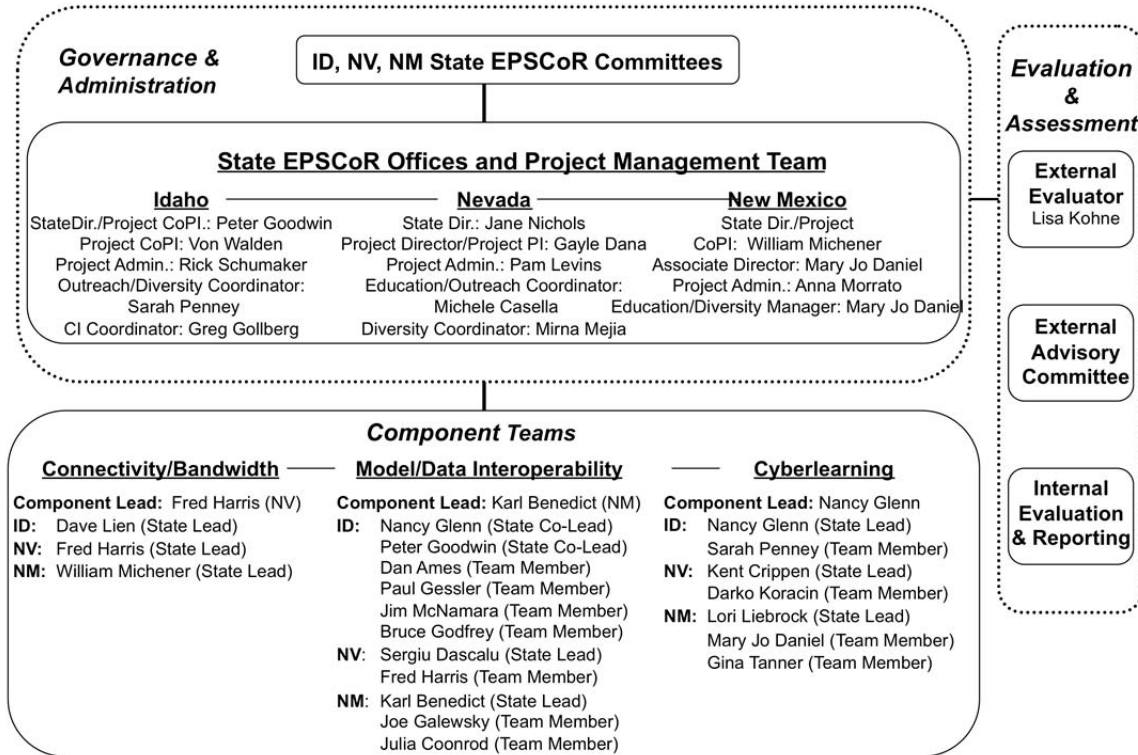 Governance &
Administration
ID, NV, NM State EPSCoR Committees
State EPSCoR Offices and Project Management Team
Idaho
StateDir./Project CoPI.: Peter Goodwin
Project CoPI: Von Walden
Project Admin.: Rick Schumaker
Outreach/Diversity Coordinator:
Sarah Penney
CI Coordinator: Greg Gollberg
Nevada
State Dir.: Jane Nichols
Project Director/Project PI: Gayle Dana
Project Admin.: Pam Levins
Education/Outreach Coordinator:
Michele Casella
Diversity Coordinator: Mirna Mejia
New Mexico
State Dir./Project
CoPI: William Michener
Associate Director: Mary Jo Daniel
Project Admin.: Anna Morrato
Education/Diversity Manager: Mary Jo Daniel
Evaluation
&
Assessment
External
Evaluator
Lisa Kohne
External
Advisory
Committee
Internal
Evaluation
& Reporting
Component Teams
Connectivity/Bandwidth
Component Lead: Fred Harris (NV)
ID: Dave Lien (State Lead)
NV: Fred Harris (State Lead)
NM: William Michener (State Lead)
Model/Data Interoperability
Component Lead: Karl Benedict (NM)
ID: Nancy Glenn (State Co-Lead)
Peter Goodwin (State Co-Lead)
Dan Ames (Team Member)
Paul Gessler (Team Member)
Jim McNamara (Team Member)
Bruce Godfrey (Team Member)
NV: Sergiu Dascalu (State Lead)
Fred Harris (Team Member)
NM: Karl Benedict (State Lead)
Joe Galewsky (Team Member)
Julia Coonrod (Team Member)
Cyberlearning
Component Lead: Nancy Glenn
ID: Nancy Glenn (State Lead)
Sarah Penney (Team Member)
NV: Kent Crippen (State Lead)
Darko Koracin (Team Member)
NM: Lori Liebrock (State Lead)
Mary Jo Daniel (Team Member)
Gina Tanner (Team Member)